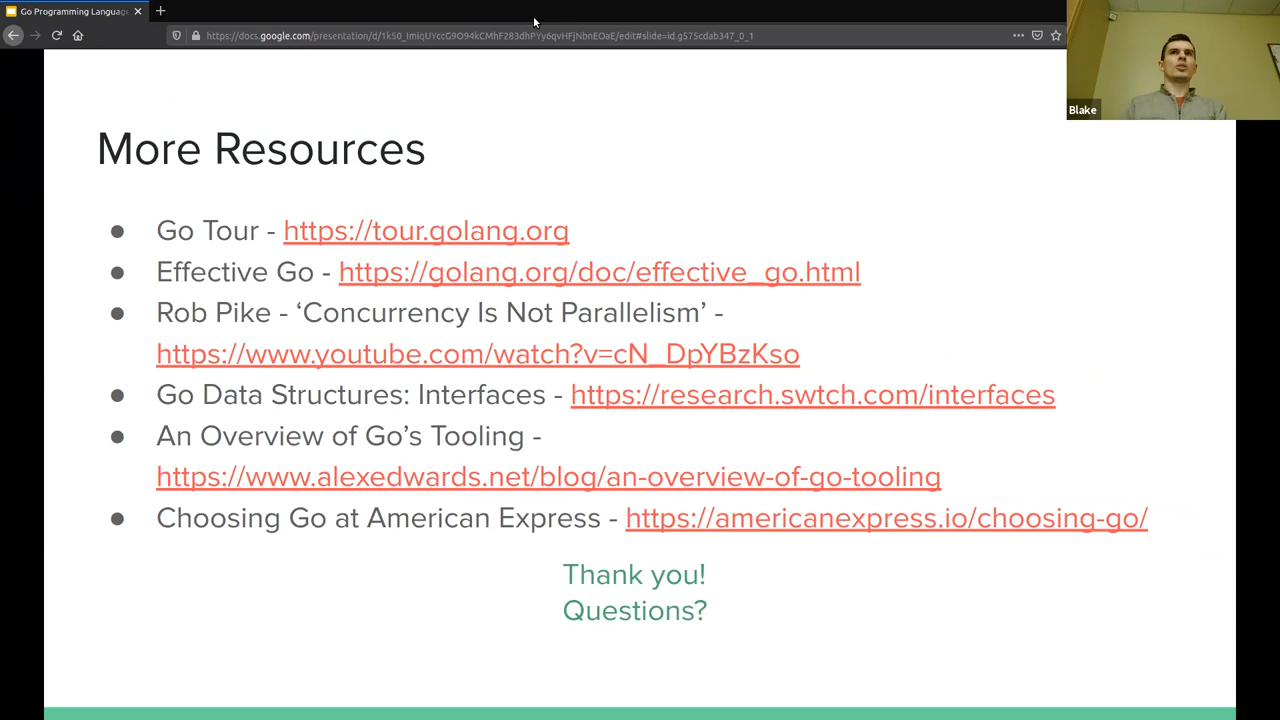 Go Programming Languag
https://docs.google.com/presentation/d/1k50_ImiqUYccG9O94kCMhF283dhPYy6qvHFjNbnEOaE/edit#slide=id.g575cdab347_0_1
Blake
More Resources
● Go Tour - https://tour.golang.org
● Effective Go - https://golang.org/doc/effective_go.html
● Rob Pike - ‘Concurrency Is Not Parallelism’ -
https://www.youtube.com/watch?v=cN_DpYBzKso
● Go Data Structures: Interfaces - https://research.swtch.com/interfaces
● An Overview of Go’s Tooling -
https://www.alexedwards.net/blog/an-overview-of-go-tooling
● Choosing Go at American Express - https://americanexpress.io/choosing-go/
Thank you!
Questions?